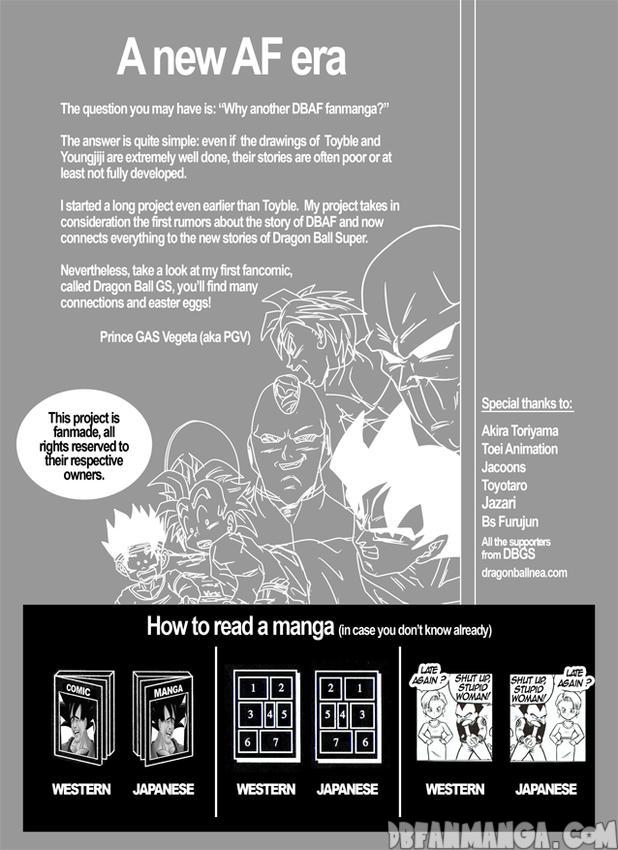 A new AF era
The question you may have is: “Why another DBAF fanmanga?”
The answer is quite simple: even if the drawings of Toyble and
Youngjiji are extremely well done, their stories are often poor or at
least not fully developed.
I started a long project even earlier than Toyble. My project takes in
consideration the first rumors about the story of DBAF and now
connects everything to the new stories of Dragon Ball Super.
Nevertheless, take a look at my first fancomic,
called Dragon Ball GS, you’ll find many
connections and easter eggs!
Prince GAS Vegeta (aka PGV)
This project is
fanmade, all
rights reserved to
their respective
owners.
Special thanks to:
Akira Toriyama
Toei Animation
Jacoons
Toyotaro
Jazari
Bs Furujun
All the supporters
from DBGS
dragonballnea.com
How to read a manga (in case you don’t know already)
COMIC
MANGA
WESTERN JAPANESE
1 2
3 4 5
6 7
2 1
5 4 3
7 6
WESTERN JAPANESE
LATE
AGAIN ?
SHUT UP,
STUPID
WOMAN!
SHUT UP,
STUPID
WOMAN!
LATE
AGAIN ?
WESTERN JAPANESE
DBFANMANGA.COM